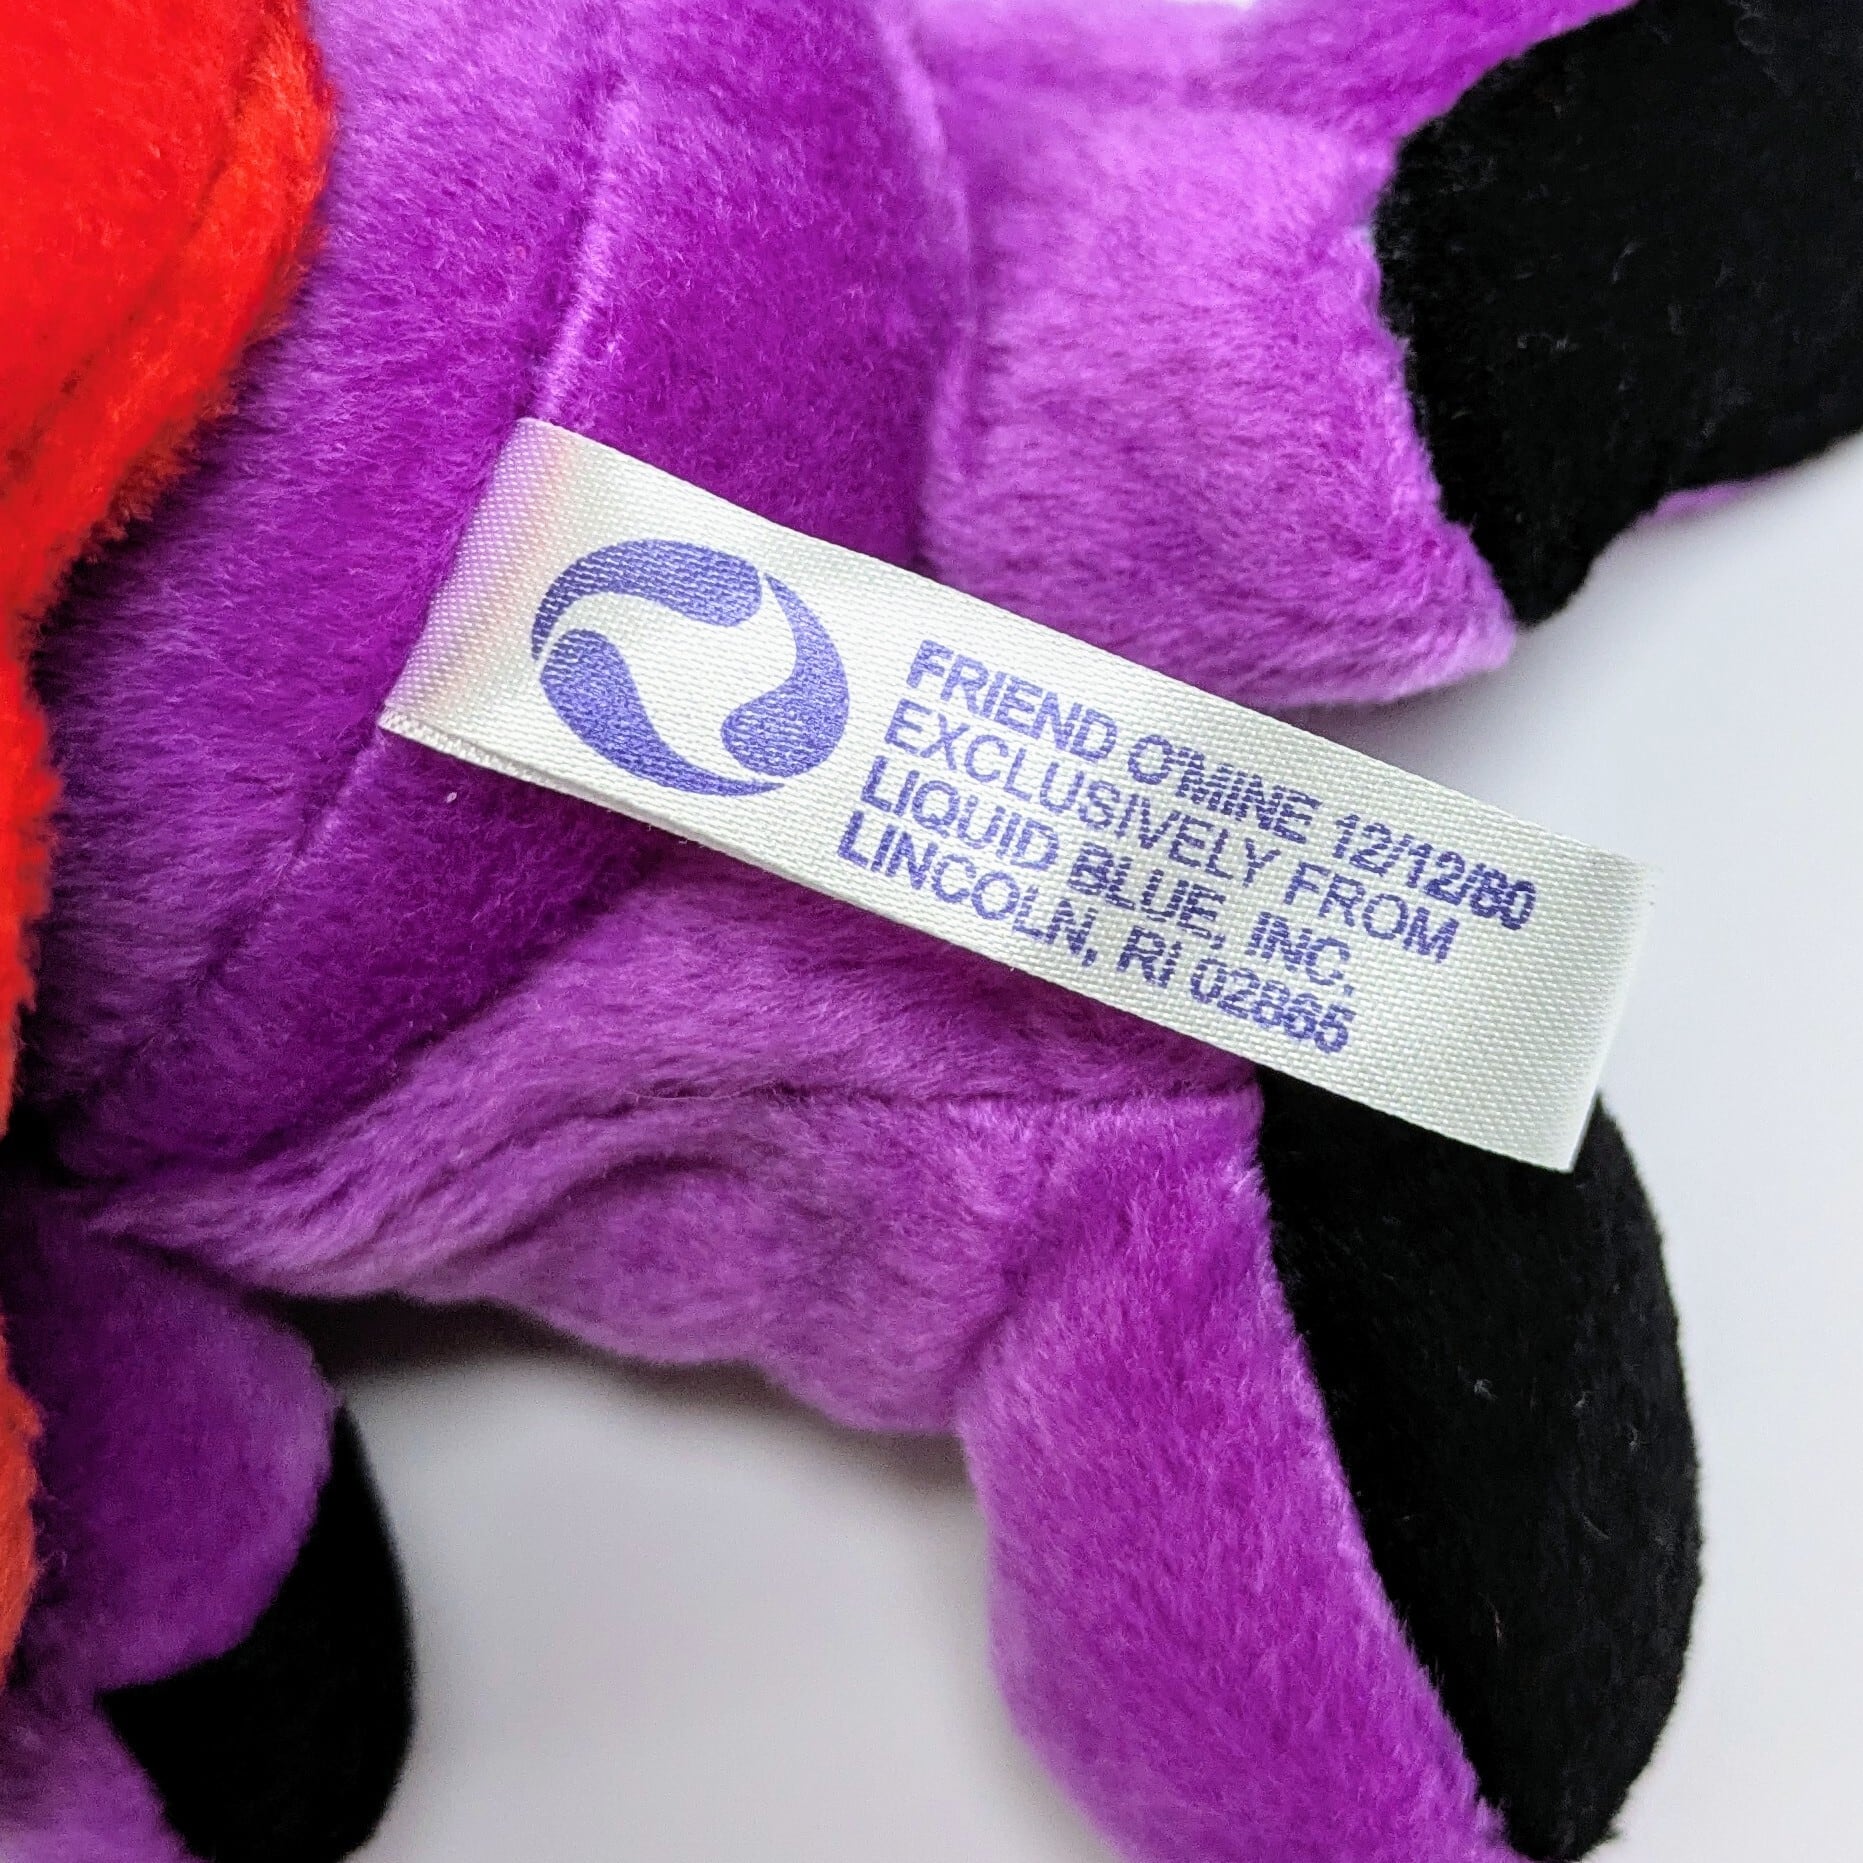 FRIEND O'MINE 12/12/80
EXCLUSIVELY FROM
LIQUID BLUE, INC.
LINCOLN, RI 02865